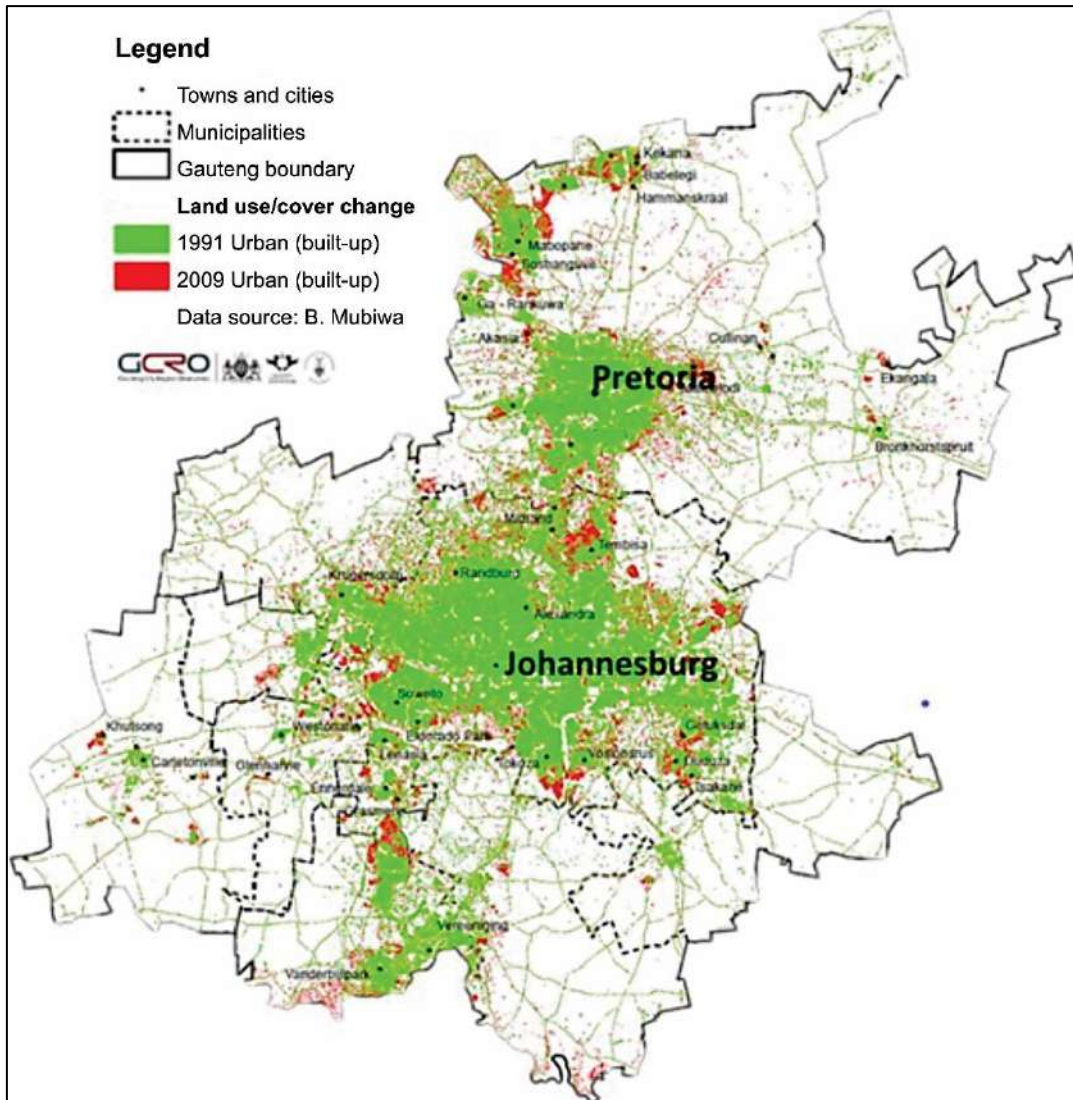 Legend
Towns and cities
Municipalities
Gauteng boundary
Land use/cover change
1991 Urban (built-up)
2009 Urban (built-up)
Data source: B. Mubiwa
GCRO
Kekana
Babelegi
Hammanskraal
Mabopane
Soshanguve
Ga - Rankuwa
Akasia
Cullinan
Pretoria
Ekangala
Bronkhorstspruit
Midrand
Tembisa
Krugersdorp
Randburg
Alexandra
Johannesburg
Soweto
Khutsong
Westonaria
Eldorado Park
Carletonville
Glenharvie
Lenasia
Tokoza
Vosloorus
Duduza
Tsakane
Ennerdale
Vereeniging
Vanderbijlpark